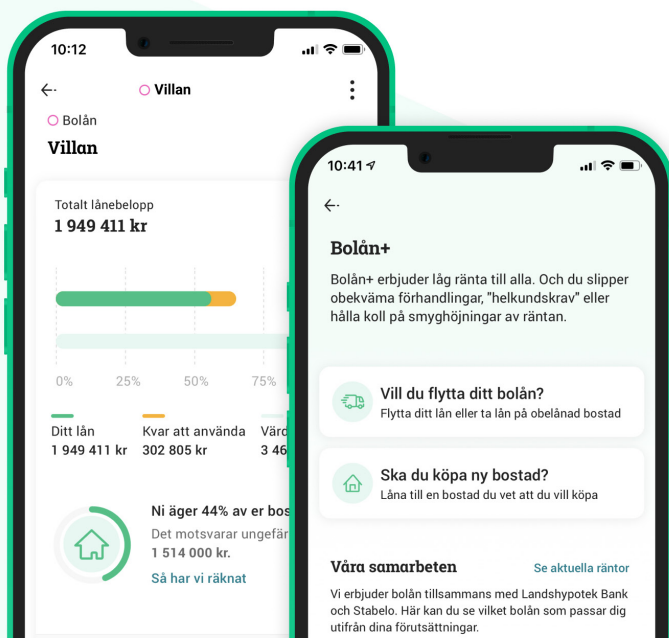 10:12
Villan
Bolån
Villan
Totalt lånebelopp
1 949 411 kr
0% 25% 50% 75%
Ditt lån Kvar att använda
1 949 411 kr 302 805 kr 3 46
Ni äger 44% av er
Det motsvarar ungefär
1 514 000 kr.
Så har vi räknat
10:41
Bolån+
Bolån+ erbjuder låg ränta till alla. Och du slipper
obekväma förhandlingar, "helkundskrav" eller
hålla koll på smyghöjningar av räntan.
Vill du flytta ditt bolån?
Flytta ditt lån eller ta lån på obelånad bostad
Ska du köpa ny bostad?
Låna till en bostad du vet att du vill köpa
Våra samarbeten Se aktuella räntor
Vi erbjuder bolån tillsammans med Landshypotek Bank
och Stabelo. Här kan du se vilket bolån som passar dig
utifrån dina förutsättningar.